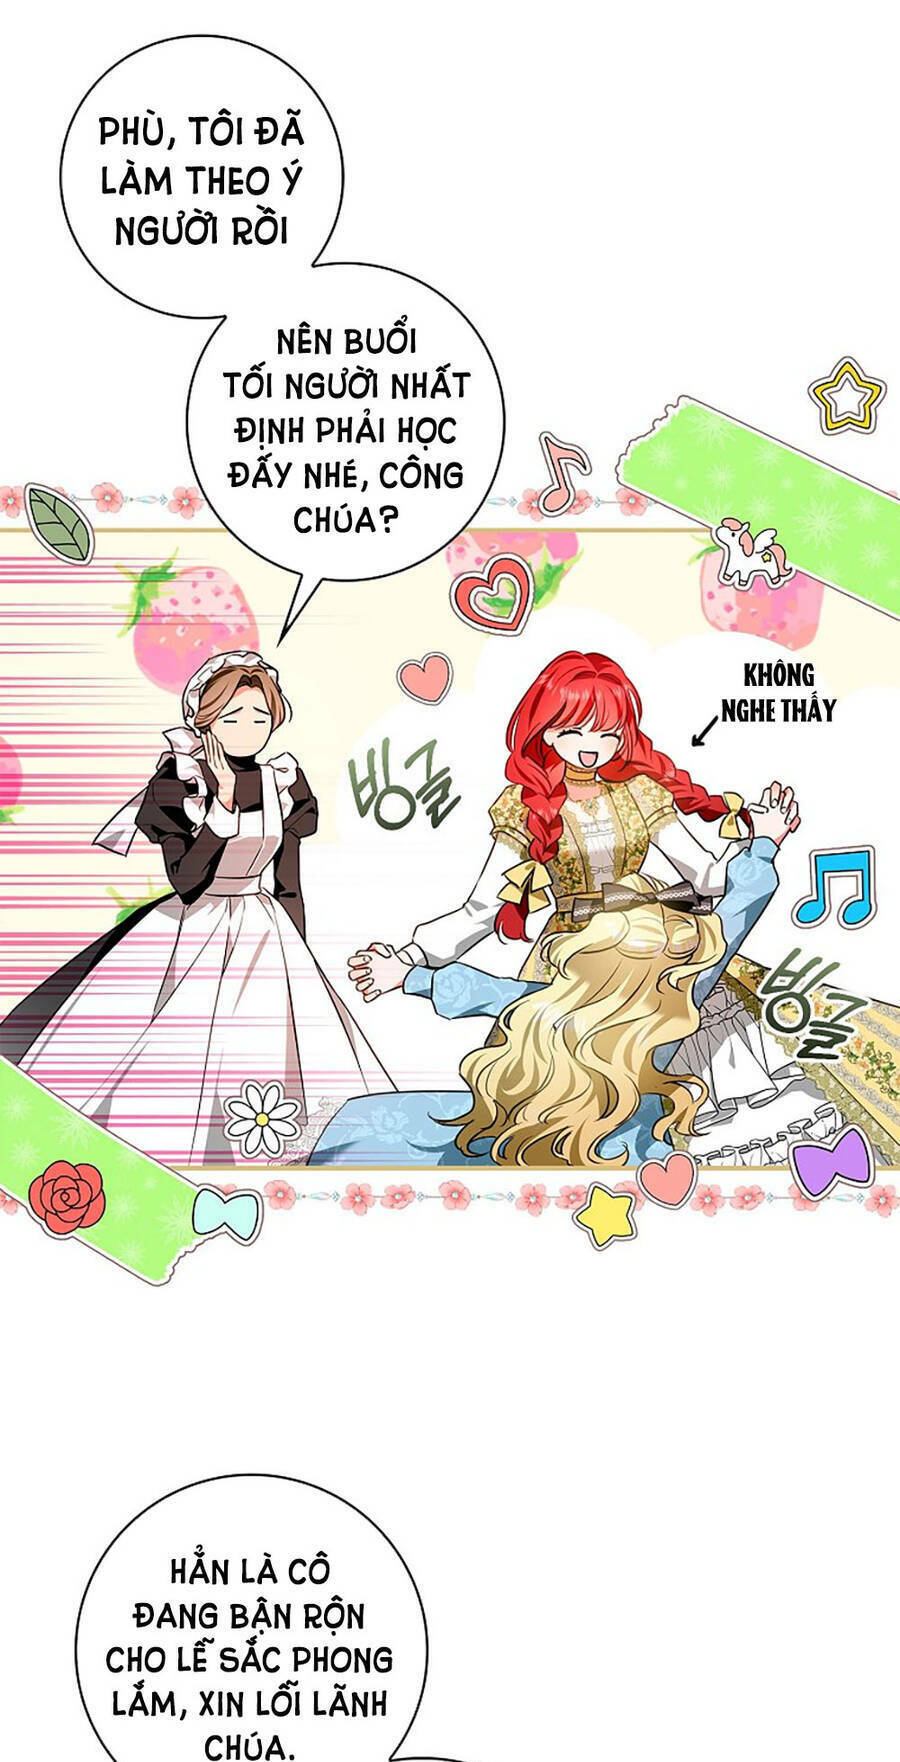 PHÙ, TÔI ĐÃ
LÀM THEO Ý
NGƯỜI RỒI
NÊN BUỔI
TỐI NGƯỜI NHẤT
ĐỊNH PHẢI HỌC
ĐẤY NHÉ, CÔNG
CHÚA?
KHÔNG
NGHE THẤY
빙글
빙글
HẲN LÀ CÔ
ĐANG BẬN RỘN
CHO LỄ SẮC PHONG
LẮM, XIN LỖI LÃNH
CHÚA.